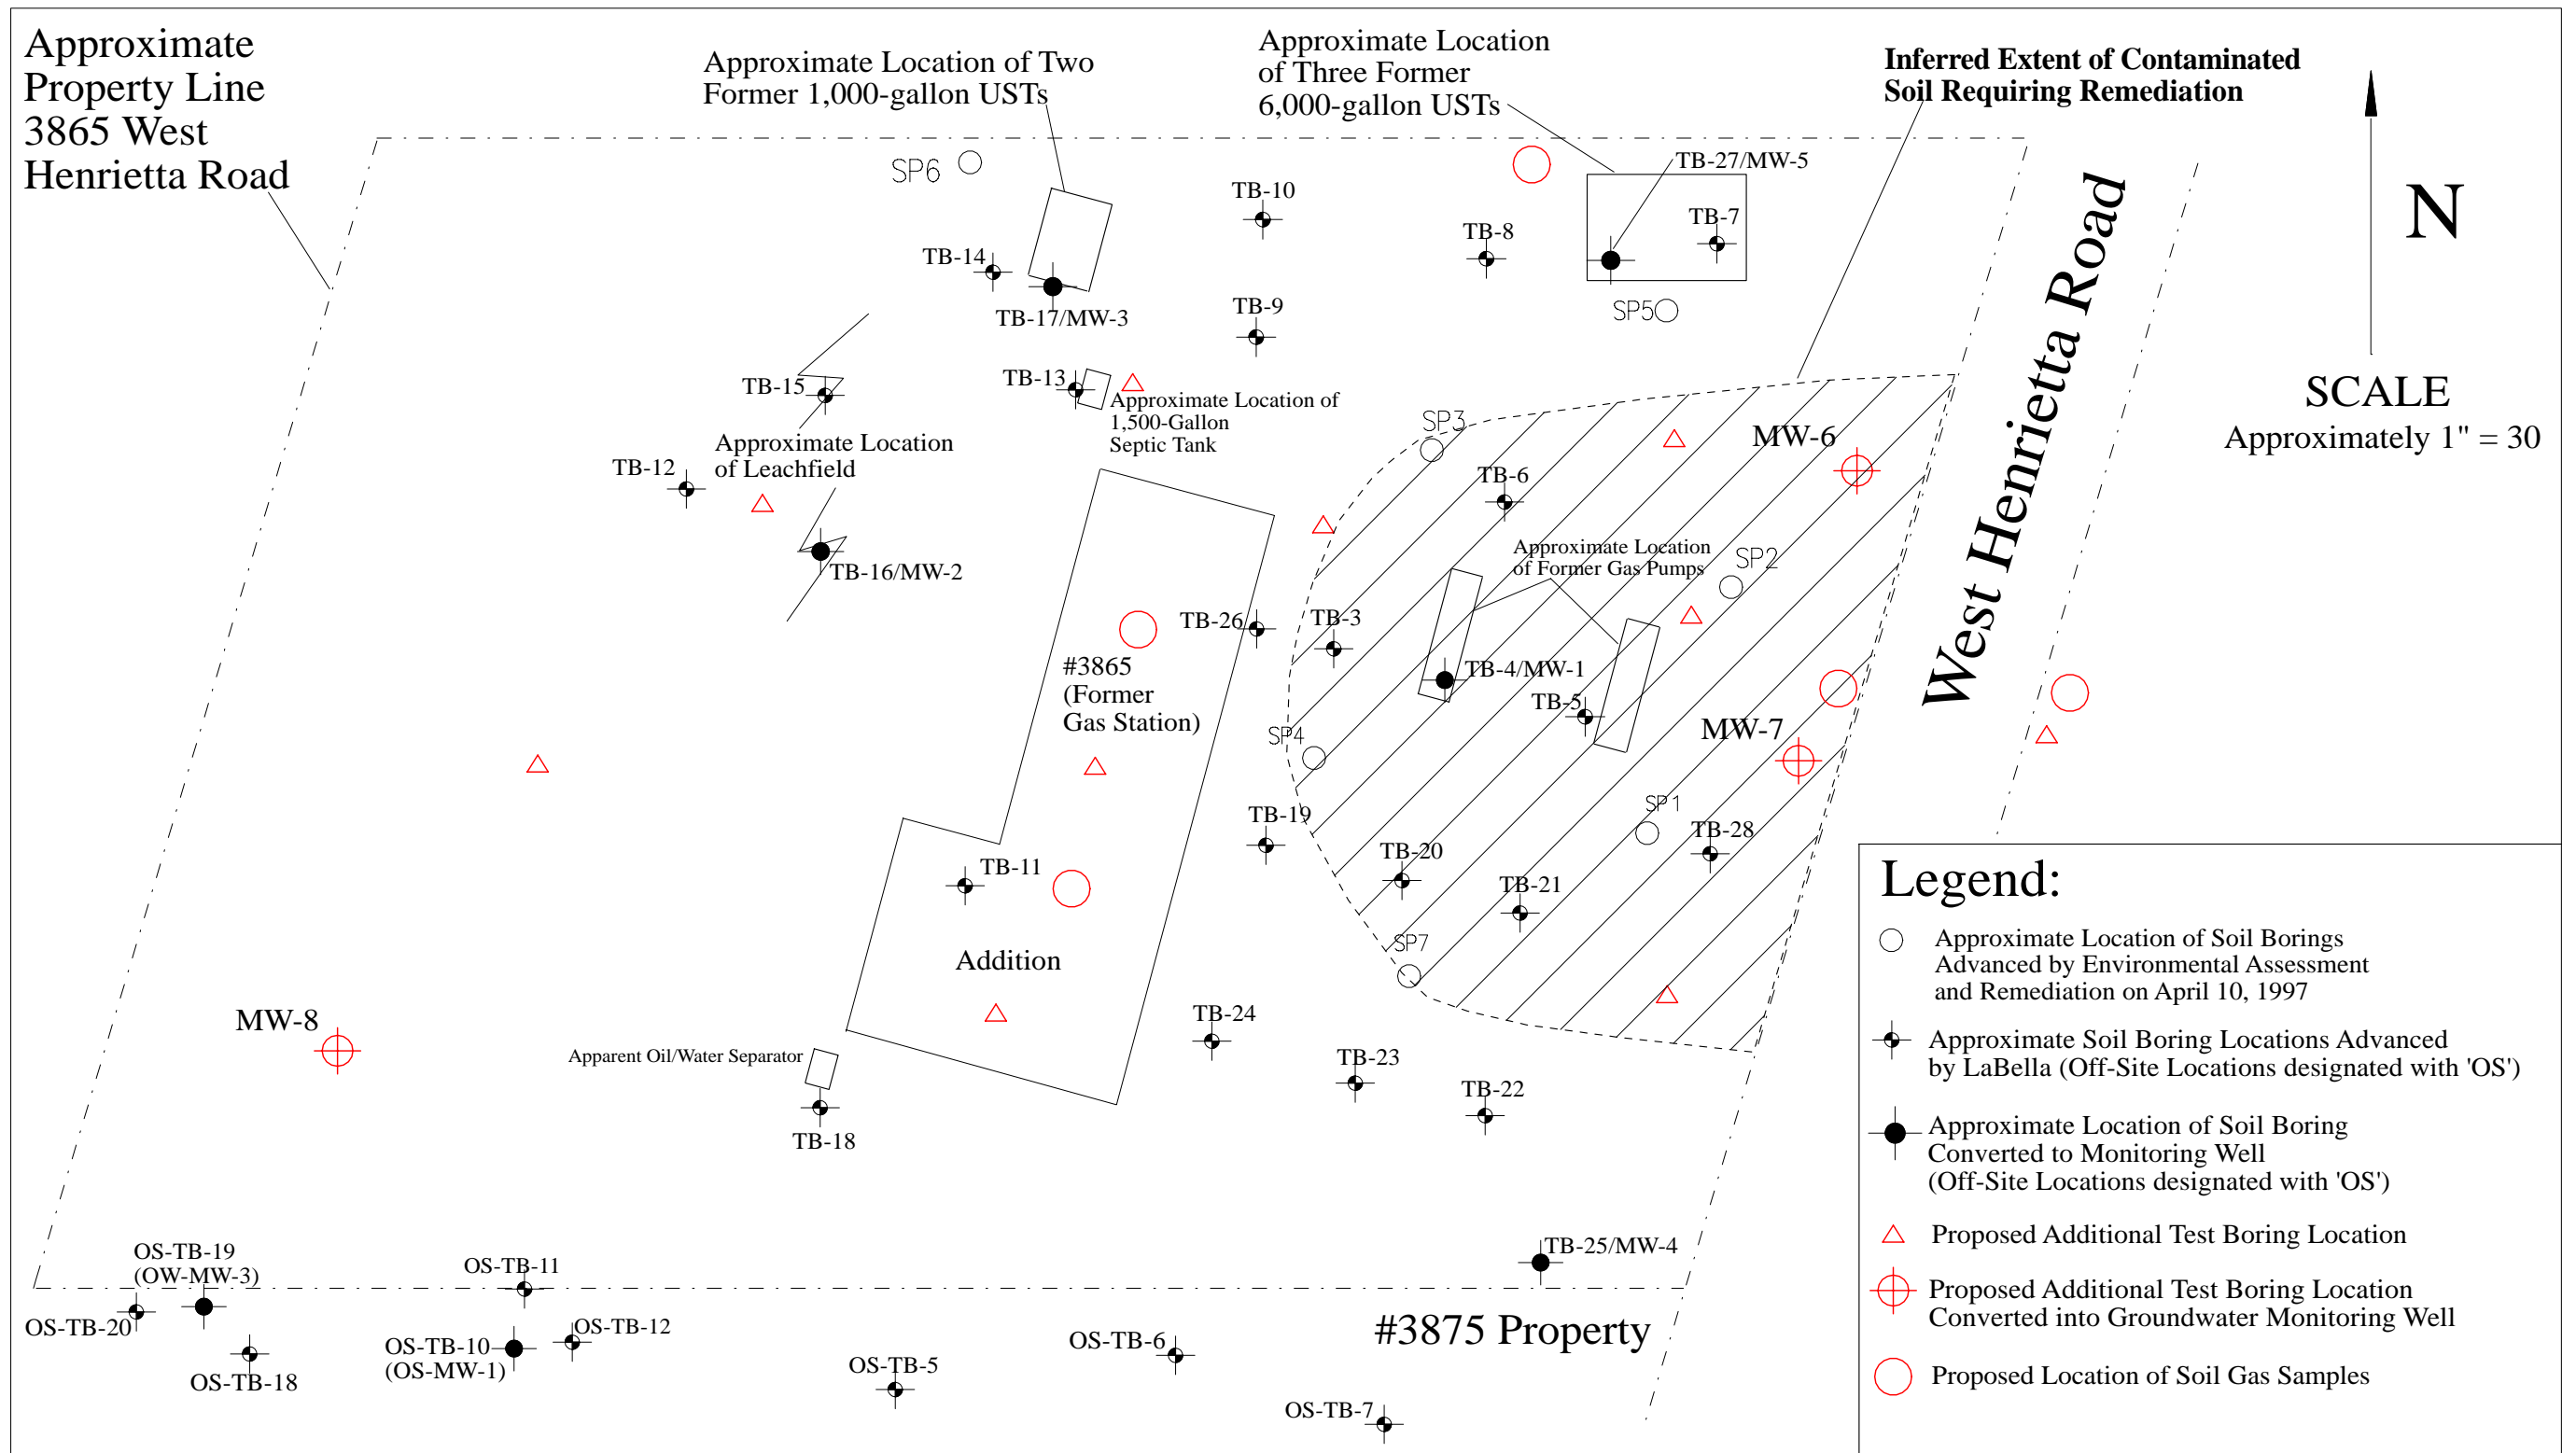 Approximate
Property Line
3865 West
Henrietta Road
Approximate Location of Two
Former 1,000-gallon USTs
Approximate Location
of Three Former
6,000-gallon USTs
Inferred Extent of Contaminated
Soil Requiring Remediation
N
SCALE
Approximately 1" = 30
West Henrietta Road
SP6
TB-10
TB-8
TB-27/MW-5
TB-7
TB-14
TB-17/MW-3
TB-9
SP5
TB-13
Approximate Location of
1,500-Gallon
Septic Tank
TB-15
Approximate Location
of Leachfield
TB-12
TB-16/MW-2
SP3
MW-6
TB-6
Approximate Location
of Former Gas Pumps
SP2
TB-26
TB-3
#3865
(Former
Gas Station)
TB-4/MW-1
TB-5
MW-7
SP4
SP1
TB-19
TB-28
TB-20
TB-11
TB-21
SP7
Addition
MW-8
Apparent Oil/Water Separator
TB-24
TB-23
TB-22
TB-18
TB-25/MW-4
OS-TB-19
(OW-MW-3)
OS-TB-11
OS-TB-20
OS-TB-18
OS-TB-10
(OS-MW-1)
OS-TB-12
OS-TB-5
OS-TB-6
OS-TB-7
#3875 Property
Legend:
Approximate Location of Soil Borings
Advanced by Environmental Assessment
and Remediation on April 10, 1997
Approximate Soil Boring Locations Advanced
by LaBella (Off-Site Locations designated with 'OS')
Approximate Location of Soil Boring
Converted to Monitoring Well
(Off-Site Locations designated with 'OS')
Proposed Additional Test Boring Location
Proposed Additional Test Boring Location
Converted into Groundwater Monitoring Well
Proposed Location of Soil Gas Samples